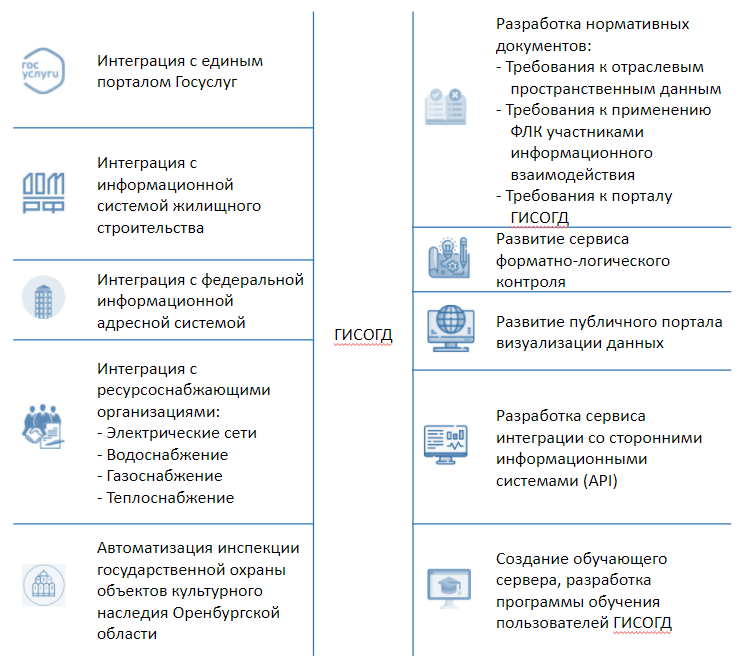 гос
услуги
Интеграция с единым
порталом Госуслуг
ДОМ
РФ
Интеграция с
информационной
системой жилищного
строительства
Интеграция с федеральной
информационной
адресной системой
Интеграция с
ресурсоснабжающими
организациями:
- Электрические сети
- Водоснабжение
- Газоснабжение
- Теплоснабжение
Автоматизация инспекции
государственной охраны
объектов культурного
наследия Оренбургской
области
ГИСОГД
Разработка нормативных
документов:
- Требования к отраслевым
пространственным данным
- Требования к применению
ФЛК участниками
информационного
взаимодействия
- Требования к порталу
ГИСОГД
Развитие сервиса
форматно-логического
контроля
Развитие публичного портала
визуализации данных
Разработка сервиса
интеграции со сторонними
информационными
системами (API)
Создание обучающего
сервера, разработка
программы обучения
пользователей ГИСОГД